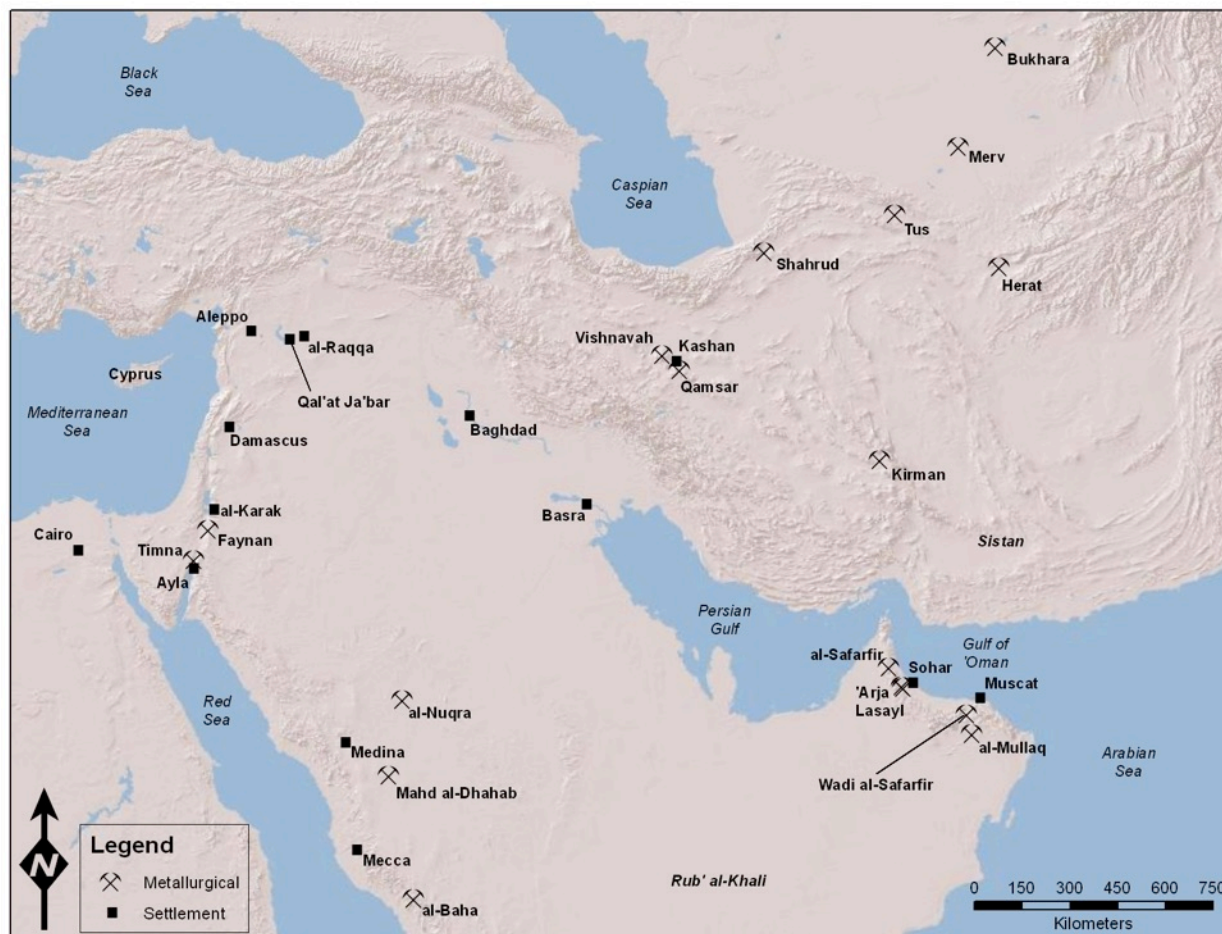 Black
Sea
Bukhara
Merv
Caspian
Sea
Tus
Shahrud
Herat
Aleppo
al-Raqqa
Vishnavah
Kashan
Cyprus
Qamsar
Qal'at Ja'bar
Mediterranean
Sea
Damascus
Baghdad
Kirman
al-Karak
Basra
Cairo
Faynan
Timna
Sistan
Ayla
Persian
Gulf
al-Safarfir
Sohar
Gulf of
'Oman
Muscat
'Arja
Lasayl
Red
Sea
al-Nuqra
Medina
al-Mullaq
Arabian
Sea
Mahd al-Dhahab
Wadi al-Safarfir
Mecca
Rub' al-Khali
al-Baha
N
Legend
Metallurgical
Settlement
0 150 300 450 600 750
Kilometers